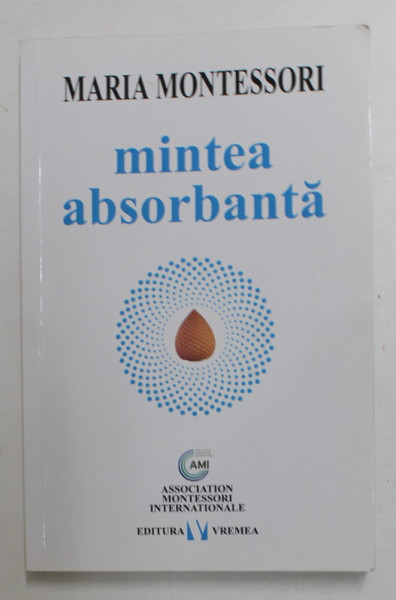 MARIA MONTESSORI
mintea
absorbantă
AMI
ASSOCIATION
MONTESSORI
INTERNATIONALE
EDITURA VREMEA